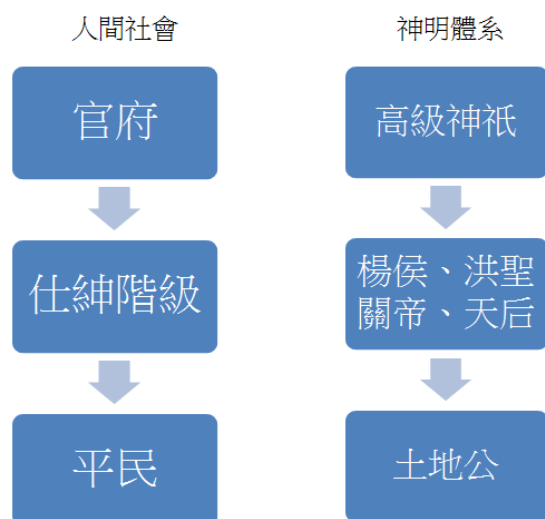 人間社會
官府
仕紳階級
平民
神明體系
高級神祇
楊侯、洪聖
關帝、天后
土地公